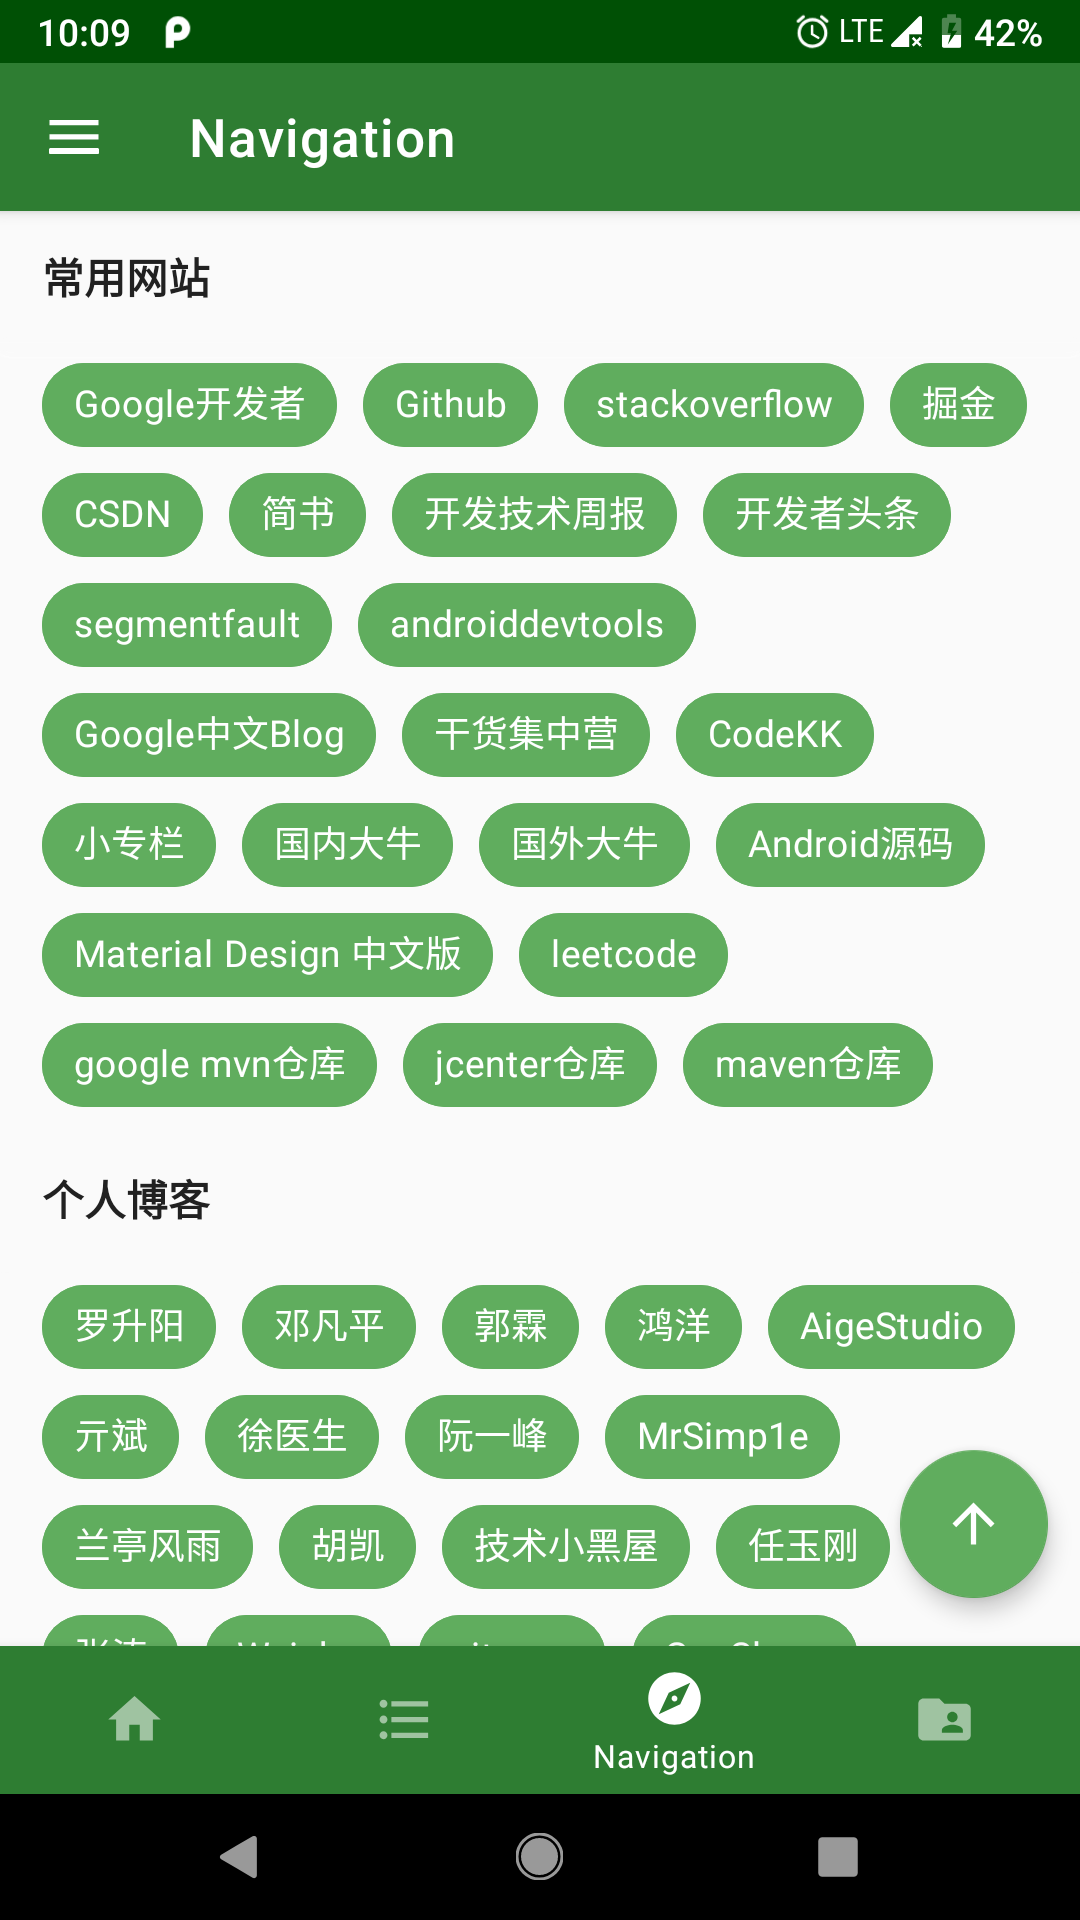 10:09 LTE 42%
Navigation
常用网站
Google开发者 Github stackoverflow 掘金
CSDN 简书 开发技术周报 开发者头条
segmentfault androiddevtools
Google中文Blog 干货集中营 CodeKK
小专栏 国内大牛 国外大牛 Android源码
Material Design 中文版 leetcode
google mvn仓库 jcenter仓库 maven仓库
个人博客
罗升阳 邓凡平 郭霖 鸿洋 AigeStudio
亓斌 徐医生 阮一峰 MrSimp1e
兰亭风雨 胡凯 技术小黑屋 任玉刚
Navigation